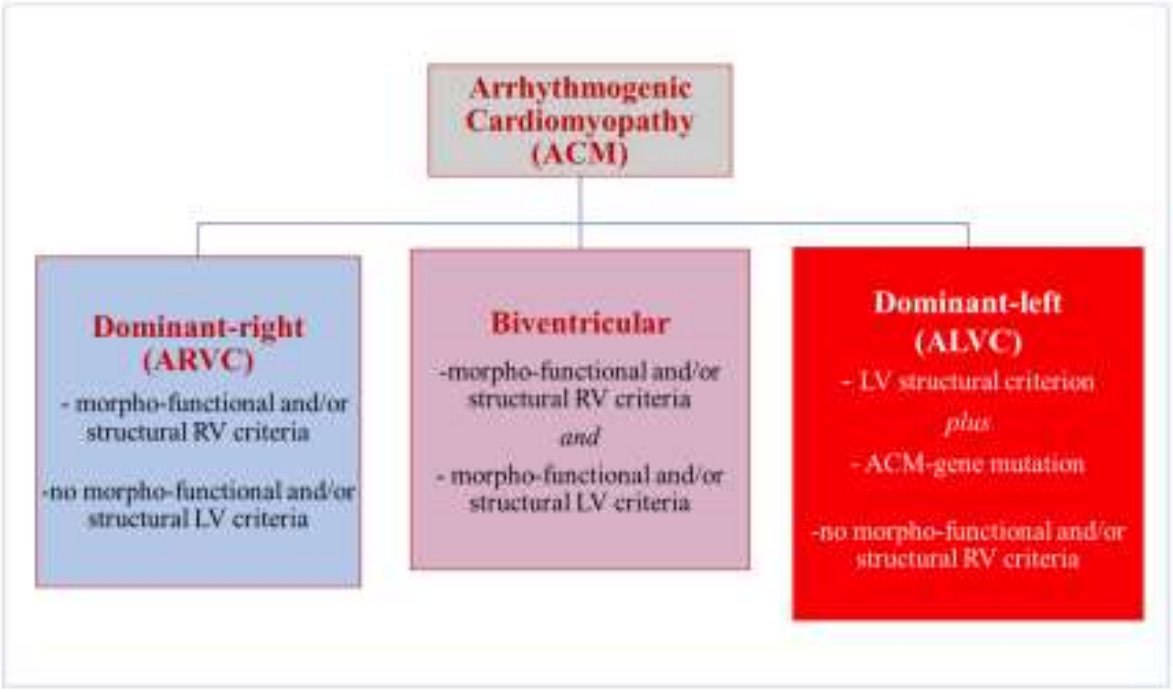 Arrhythmogenic
Cardiomyopathy
(ACM)
Dominant-right
(ARVC)
- morpho-functional and/or
structural RV criteria
-no morpho-functional and/or
structural LV criteria
Biventricular
-morpho-functional and/or
structural RV criteria
and
- morpho-functional and/or
structural LV criteria
Dominant-left
(ALVC)
- LV structural criterion
plus
- ACM-gene mutation
-no morpho-functional and/or
structural RV criteria